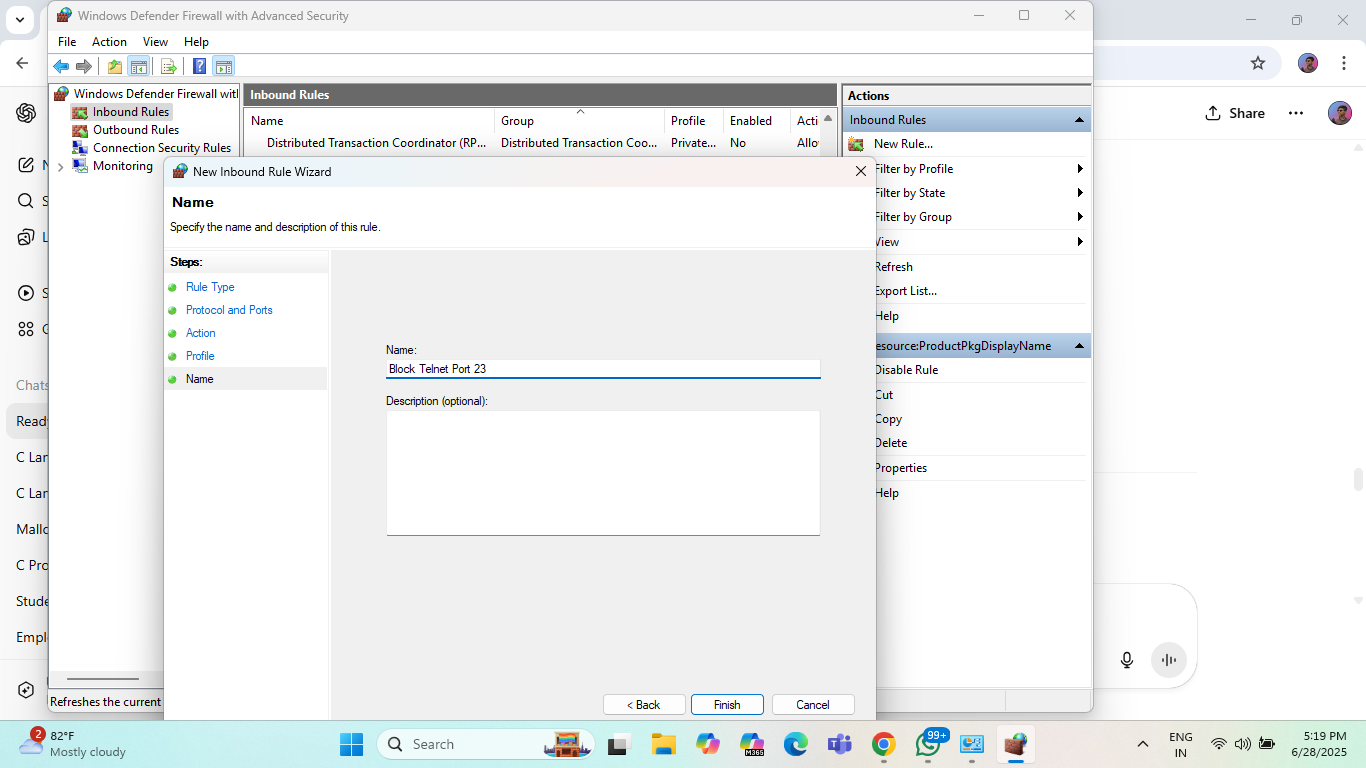 Windows Defender Firewall with Advanced Security
File Action View Help
Windows Defender Firewall with
Inbound Rules
Outbound Rules
Connection Security Rules
Monitoring
Inbound Rules
Name Group Profile Enabled Acti
Distributed Transaction Coordinator (RP... Distributed Transaction Coo... Private... No Allo
Actions
Inbound Rules
New Rule...
Filter by Profile
Filter by State
Filter by Group
View
Refresh
Export List...
Help
esource:ProductPkgDisplayName
Disable Rule
Cut
Copy
Delete
Properties
Help
New Inbound Rule Wizard
Name
Specify the name and description of this rule.
Steps:
Rule Type
Protocol and Ports
Action
Profile
Name
Name:
Block Telnet Port 23
Description (optional):
< Back Finish Cancel
Refreshes the current
Share
Chats
Ready
C Lan
C Lan
C Pro
Stude
Empl
2
82°F
Mostly cloudy
Search
M365
99+
ENG
IN
5:19 PM
6/28/2025